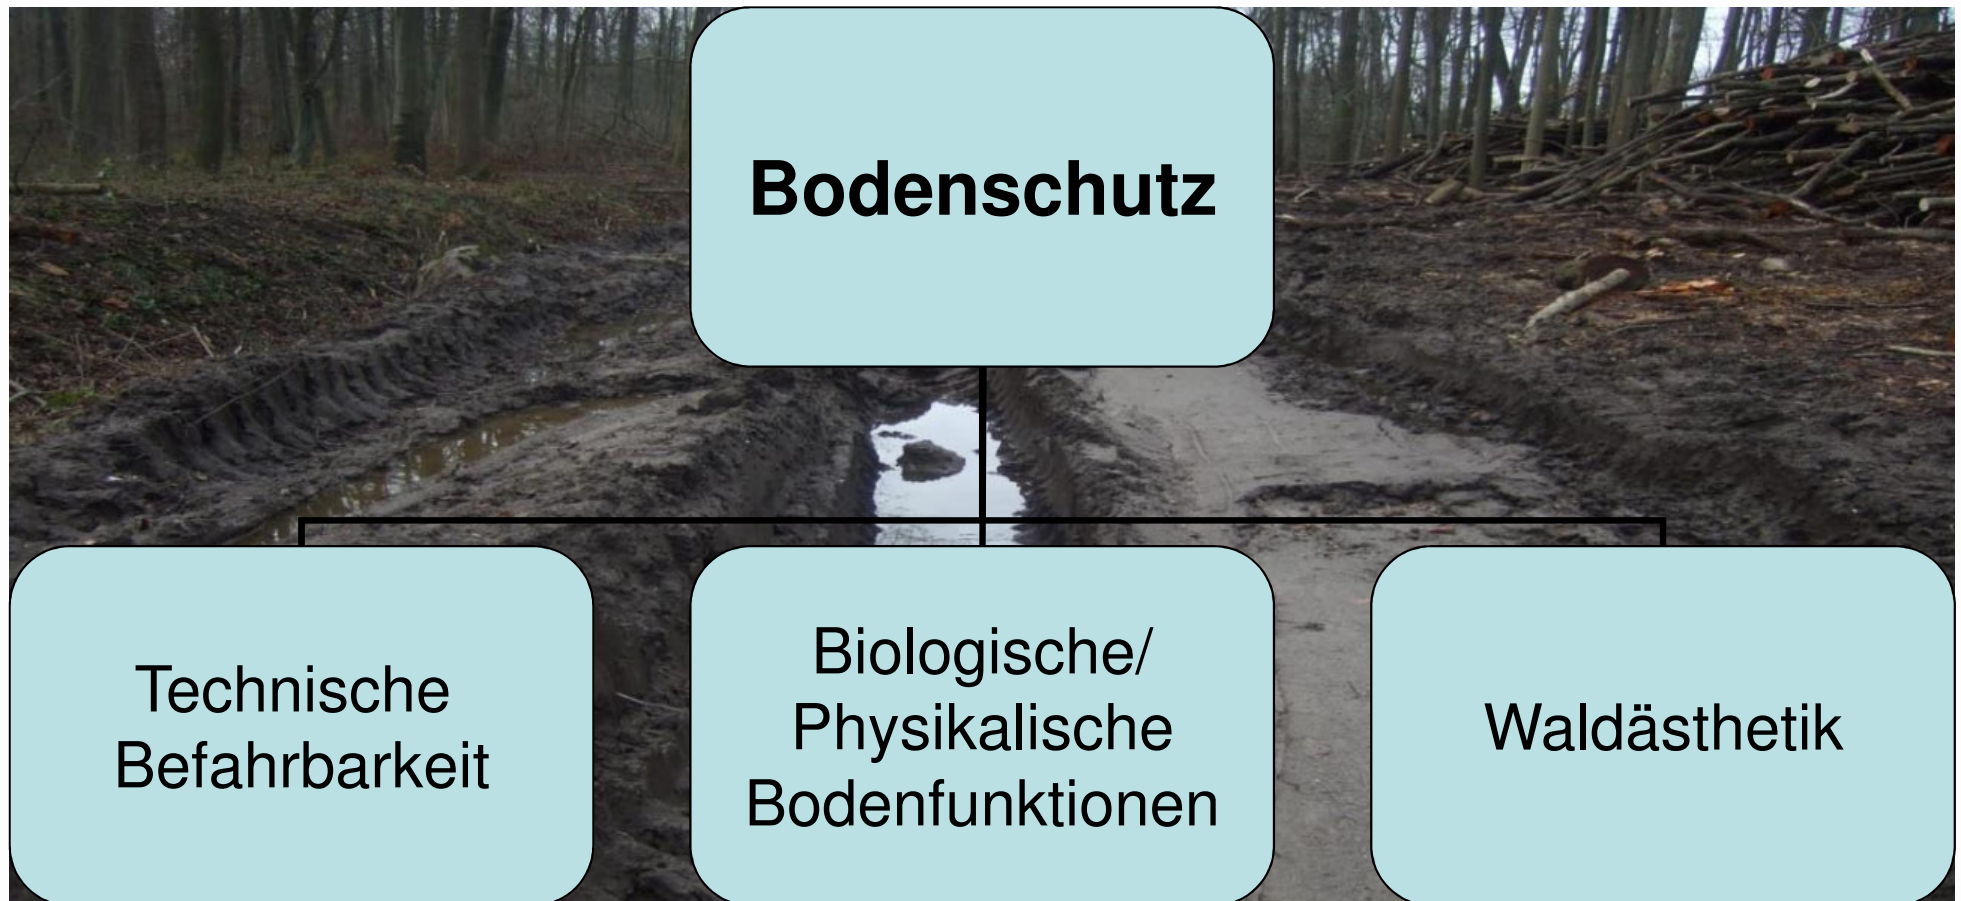 Bodenschutz
Technische
Befahrbarkeit
Biologische/
Physikalische
Bodenfunktionen
Waldästhetik